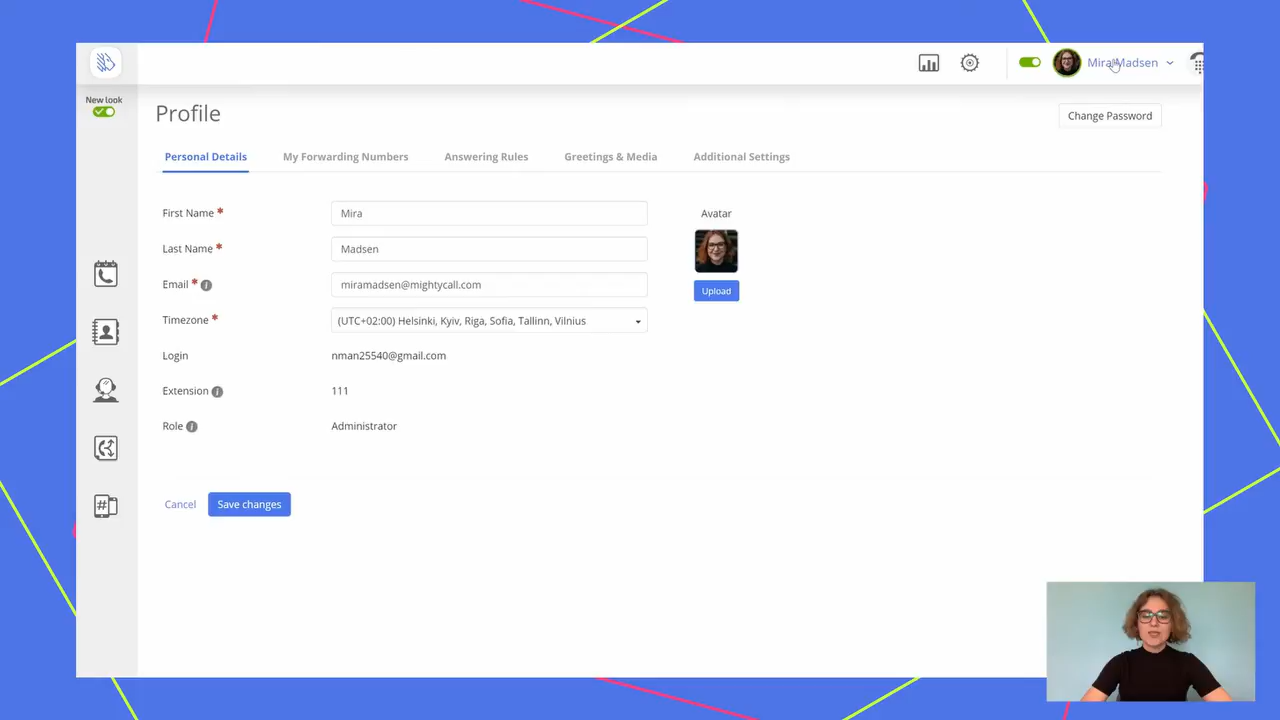 Mira Madsen
New look
Profile
Change Password
Personal Details
My Forwarding Numbers
Answering Rules
Greetings & Media
Additional Settings
First Name *
Mira
Avatar
Last Name *
Madsen
Email * i
miramadsen@mightycall.com
Upload
Timezone *
(UTC+02:00) Helsinki, Kyiv, Riga, Sofia, Tallinn, Vilnius
Login
nman25540@gmail.com
Extension i
111
Role i
Administrator
Cancel
Save changes
#